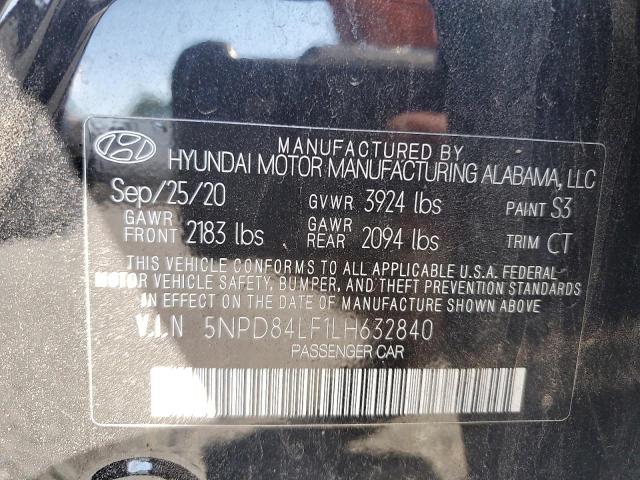 MANUFACTURED BY
HYUNDAI MOTOR MANUFACTURING ALABAMA, LLC
Sep/25/20 GVWR 3924 lbs PAINT S3
GAWR FRONT 2183 lbs GAWR REAR 2094 lbs TRIM CT
THIS VEHICLE CONFORMS TO ALL APPLICABLE U.S.A. FEDERAL
MOTOR VEHICLE SAFETY, BUMPER, AND THEFT PREVENTION STANDARDS
IN EFFECT ON THE DATE OF MANUFACTURE SHOWN ABOVE
V.I.N 5NPD84LF1LH632840
PASSENGER CAR